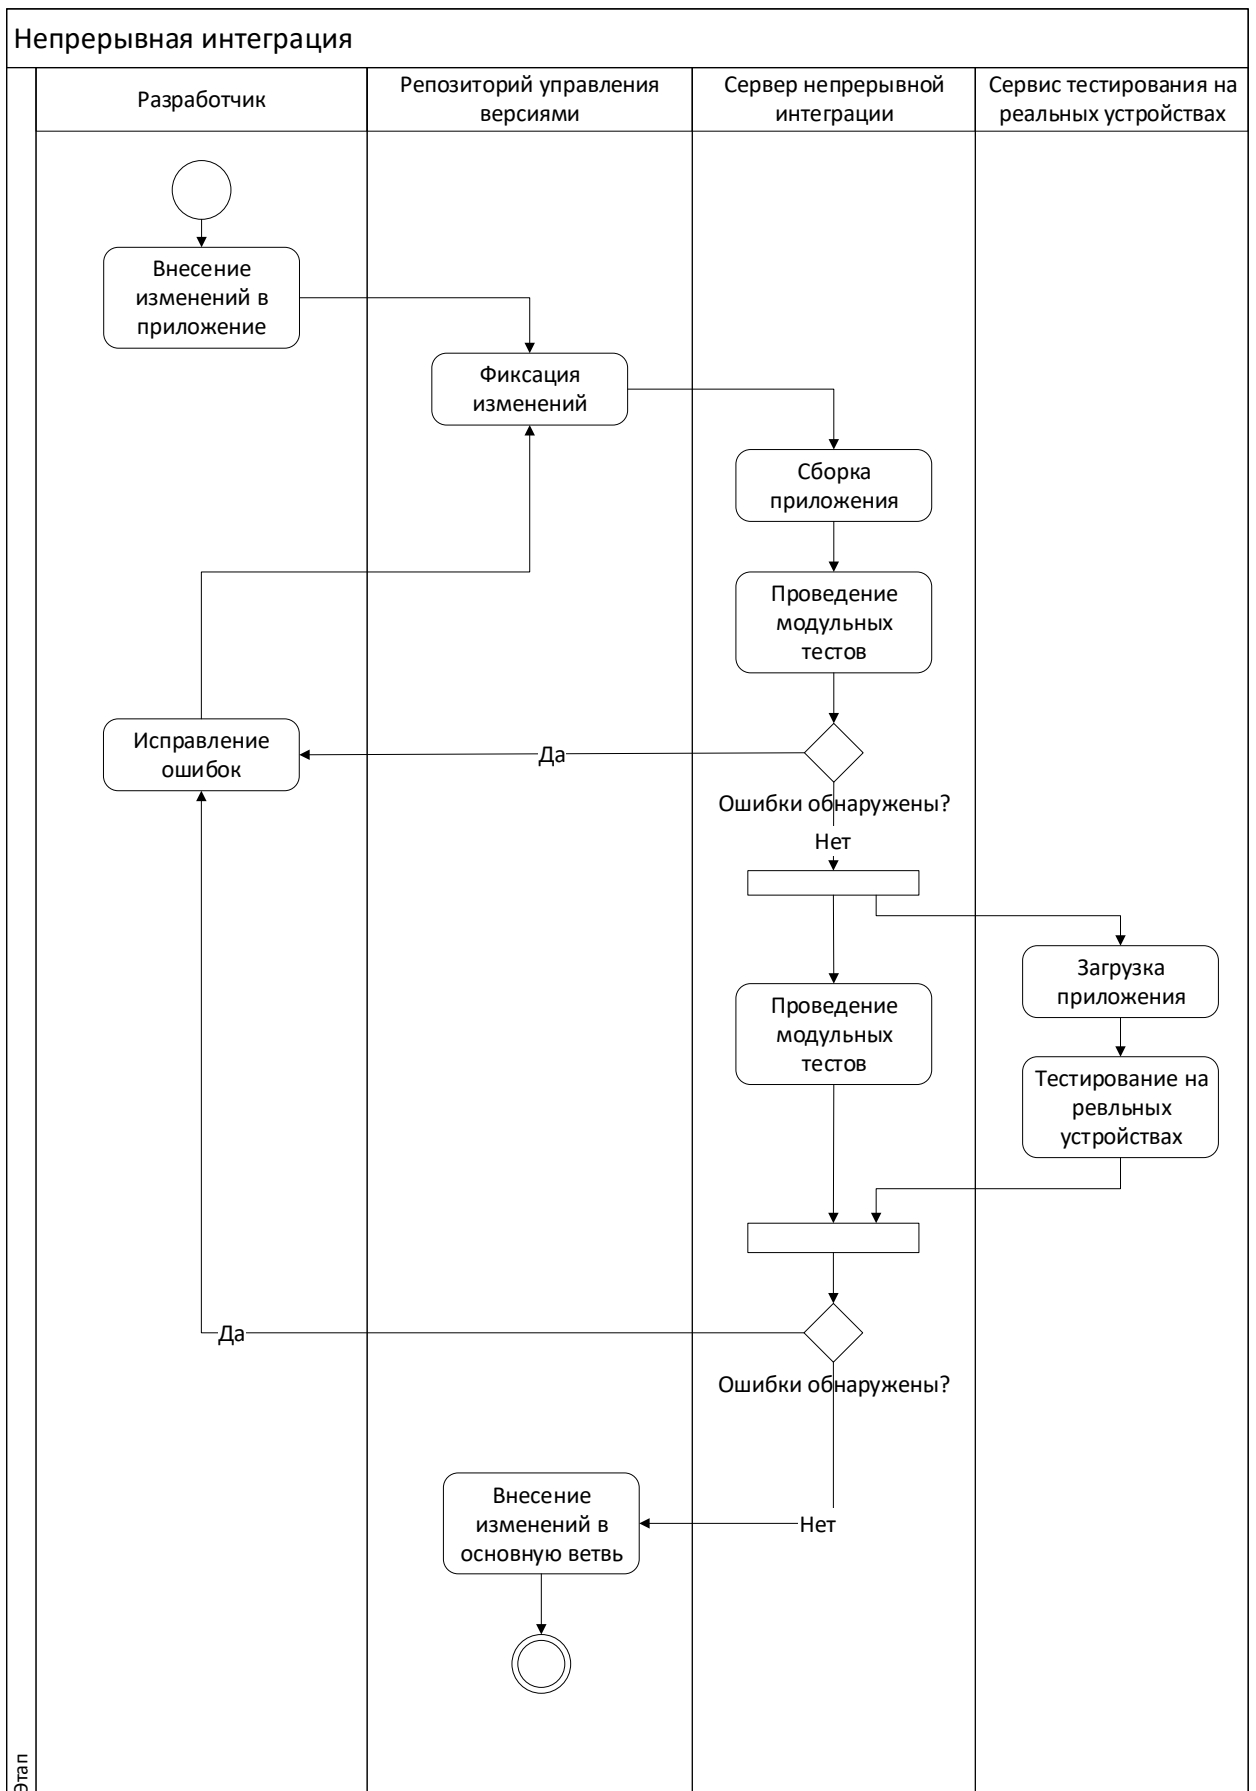 Непрерывная интеграция
Разработчик
Репозиторий управления
версиями
Сервер непрерывной
интеграции
Сервис тестирования на
реальных устройствах
Внесение
изменений в
приложение
Фиксация
изменений
Сборка
приложения
Проведение
модульных
тестов
Исправление
ошибок
Да
Ошибки обнаружены?
Нет
Загрузка
приложения
Проведение
модульных
тестов
Тестирование на
ревльных
устройствах
Да
Ошибки обнаружены?
Внесение
изменений в
основную ветвь
Нет
Этап